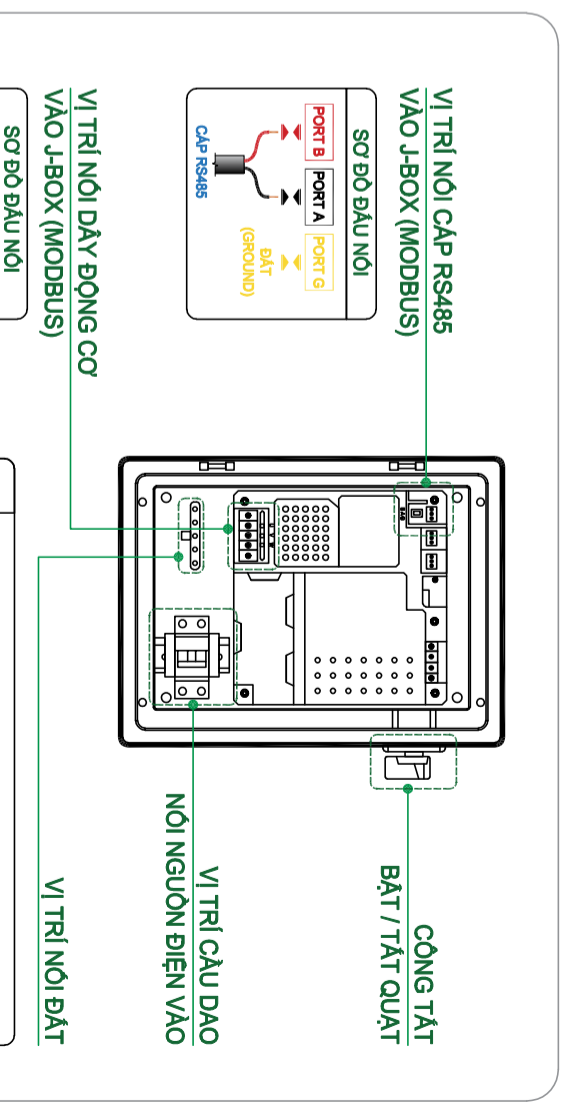 VỊ TRÍ NỐI CÁP RS485
VÀO J-BOX (MODBUS)
SƠ ĐỒ ĐẤU NỐI
PORT B
PORT A
PORT G
ĐẤT
(GROUND)
CÁP RS485
VỊ TRÍ NỐI DÂY ĐỘNG CƠ
VÀO J-BOX (MODBUS)
SƠ ĐỒ ĐẤU NỐI
U V W
CÔNG TẮT
BẬT / TẮT QUẠT
VỊ TRÍ CẦU DAO
NỐI NGUỒN ĐIỆN VÀO
VỊ TRÍ NỐI ĐẤT